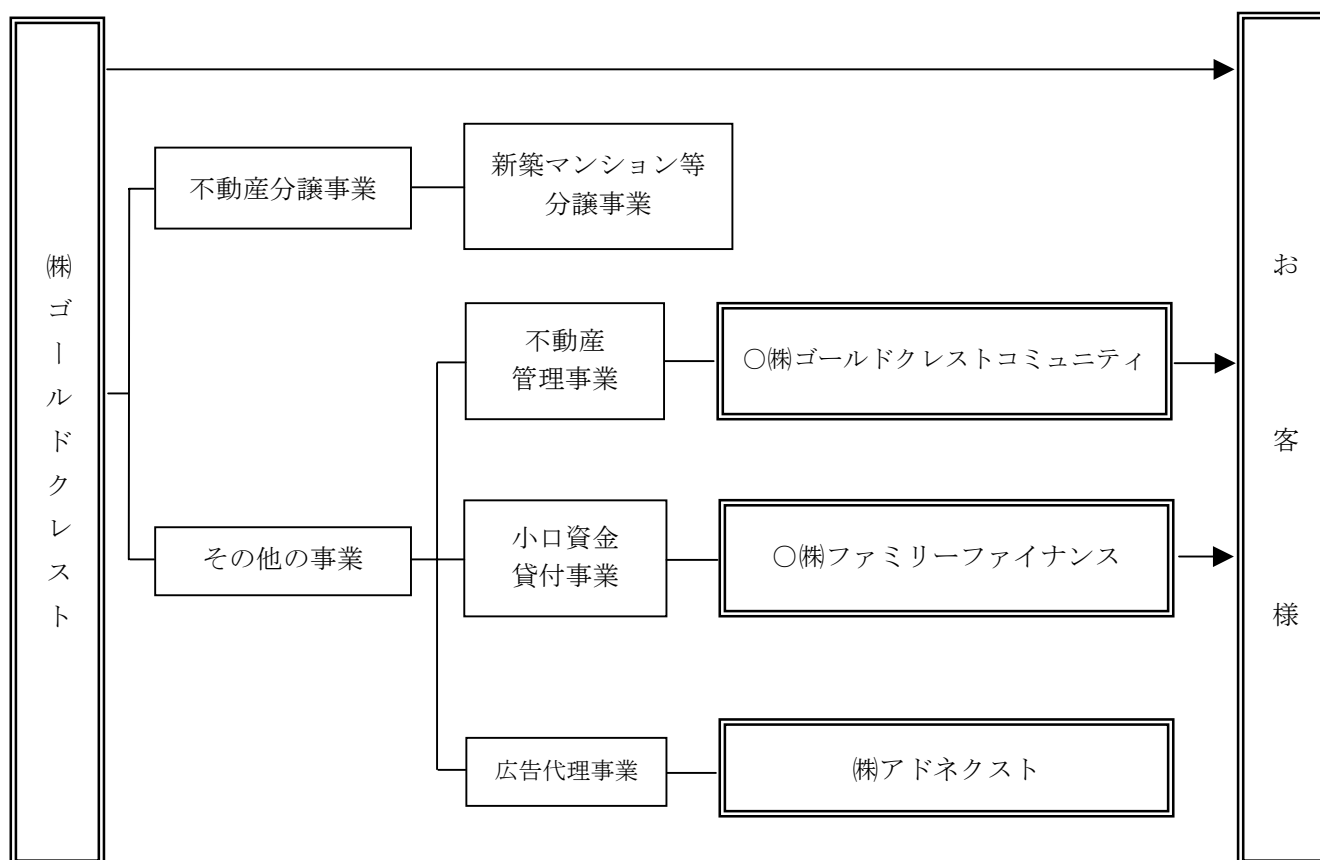 ㈱ゴールドクレスト
不動産分譲事業
新築マンション等
分譲事業
その他の事業
不動産
管理事業
○㈱ゴールドクレストコミュニティ
小口資金
貸付事業
○㈱ファミリーファイナンス
広告代理事業
㈱アドネクスト
お客様